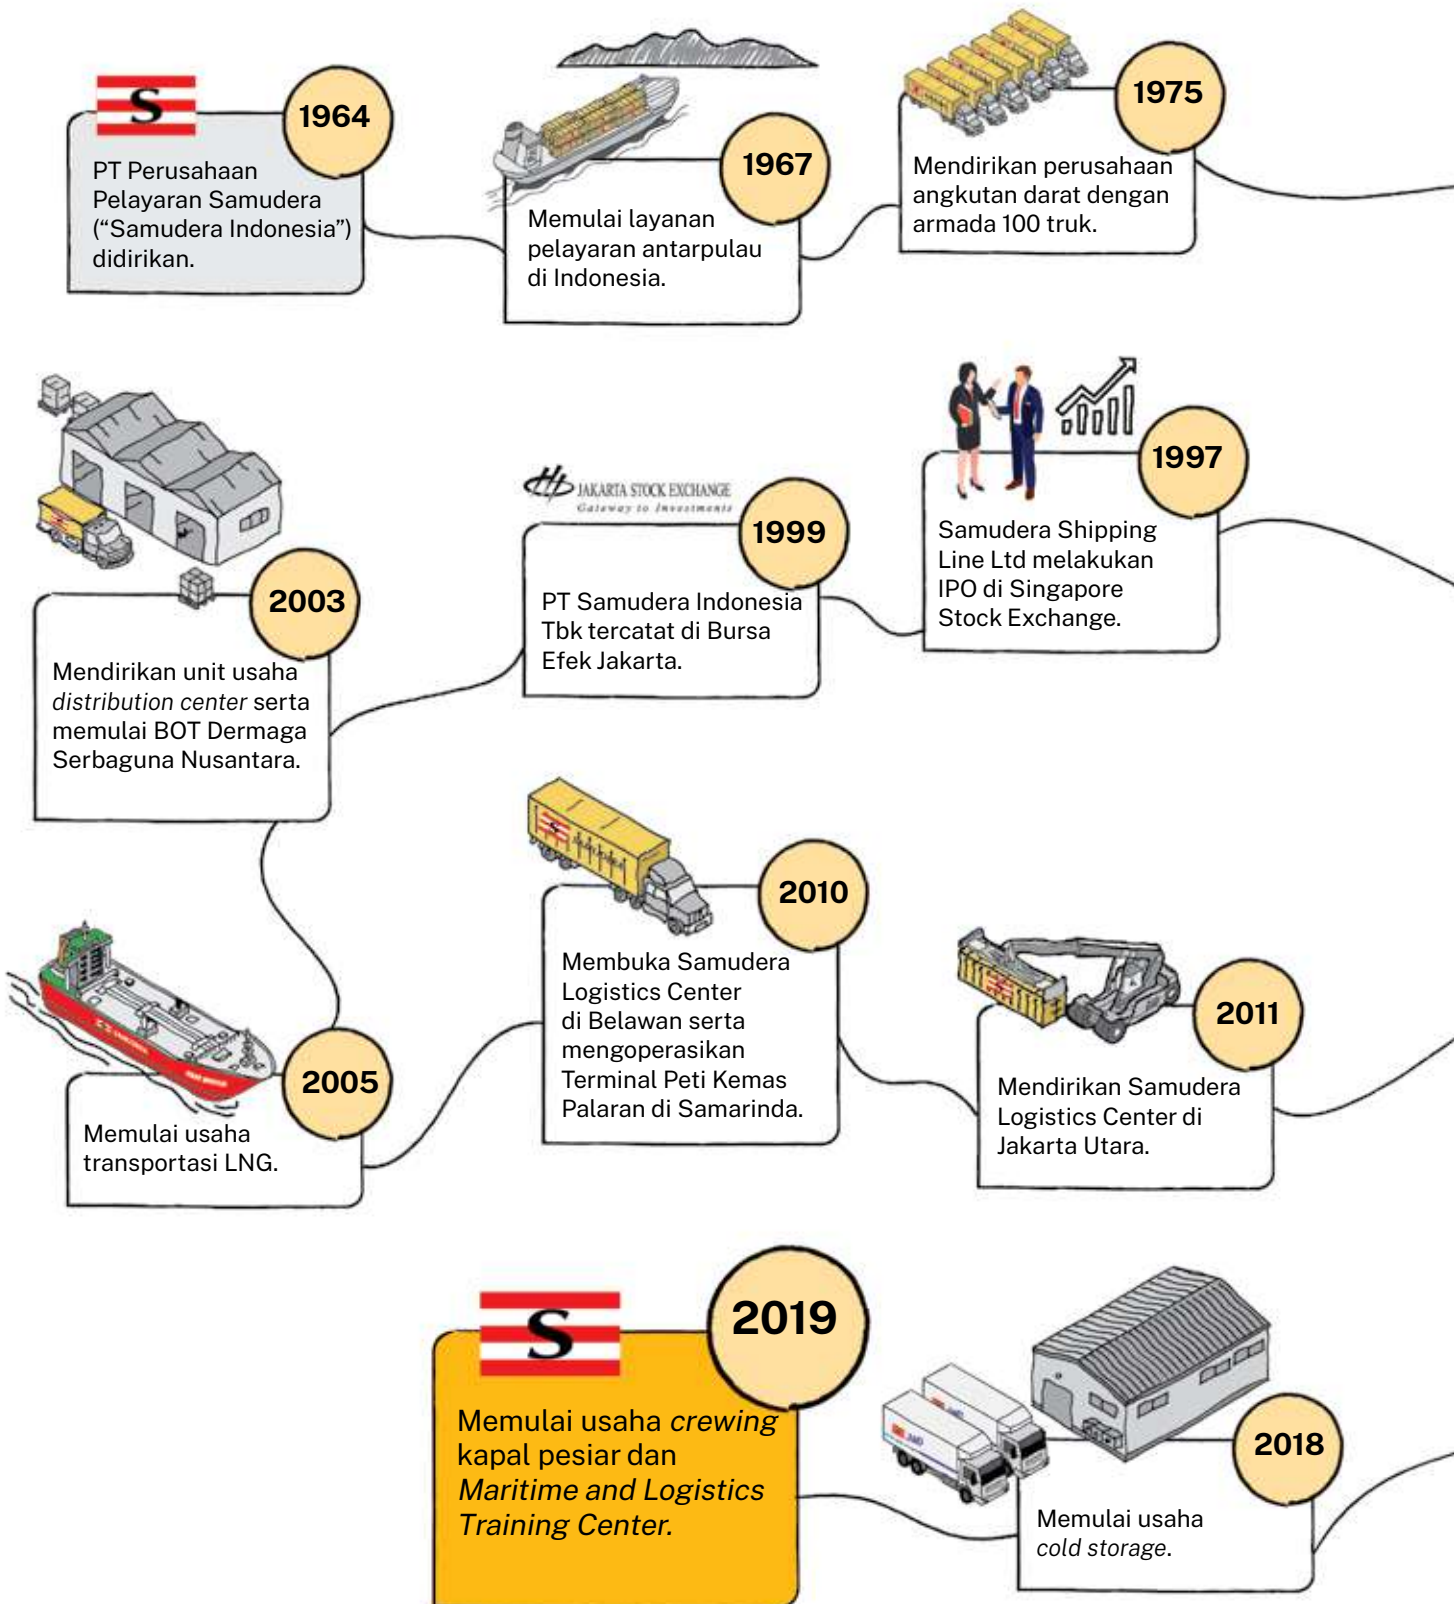 S
1964
PT Perusahaan
Pelayaran Samudera
(“Samudera Indonesia”)
didirikan.
1967
Memulai layanan
pelayaran antarpulau
di Indonesia.
1975
Mendirikan perusahaan
angkutan darat dengan
armada 100 truk.
1997
Samudera Shipping
Line Ltd melakukan
IPO di Singapore
Stock Exchange.
JAKARTA STOCK EXCHANGE
Gateway to Investments
1999
PT Samudera Indonesia
Tbk tercatat di Bursa
Efek Jakarta.
2003
Mendirikan unit usaha
distribution center serta
memulai BOT Dermaga
Serbaguna Nusantara.
2005
Memulai usaha
transportasi LNG.
2010
Membuka Samudera
Logistics Center
di Belawan serta
mengoperasikan
Terminal Peti Kemas
Palaran di Samarinda.
2011
Mendirikan Samudera
Logistics Center di
Jakarta Utara.
2018
Memulai usaha
cold storage.
S
2019
Memulai usaha crewing
kapal pesiar dan
Maritime and Logistics
Training Center.